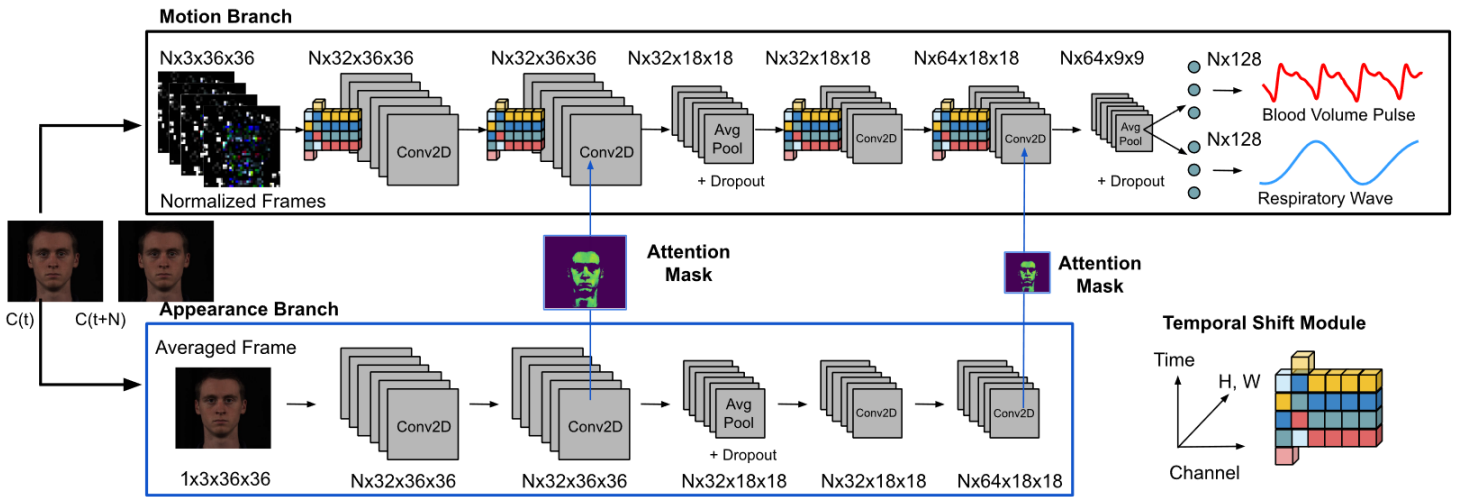 Motion Branch
Nx3x36x36
Nx32x36x36
Nx32x36x36
Nx32x18x18
Nx32x18x18
Nx64x18x18
Nx64x9x9
Nx128
Conv2D
Conv2D
Avg
Pool
Conv2D
Conv2D
Avg
Pool
Blood Volume Pulse
Nx128
+ Dropout
+ Dropout
Normalized Frames
Respiratory Wave
Attention
Mask
Attention
Mask
C(t)
C(t+N)
Appearance Branch
Averaged Frame
Conv2D
Conv2D
Avg
Pool
Conv2D
Conv2D
+ Dropout
1x3x36x36
Nx32x36x36
Nx32x36x36
Nx32x18x18
Nx32x18x18
Nx64x18x18
Temporal Shift Module
Time
H, W
Channel